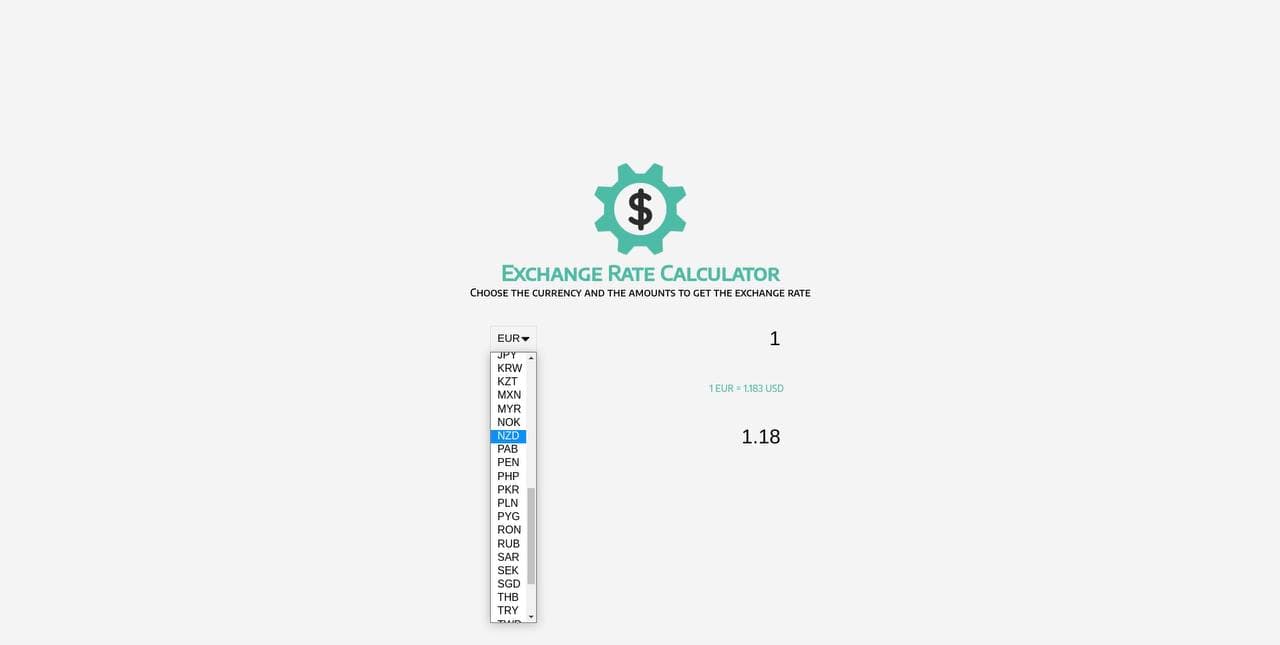 $
Exchange Rate Calculator
Choose the currency and the amounts to get the exchange rate
EUR
1
JPY
KRW
KZT
1 EUR = 1.183 USD
MXN
MYR
NOK
NZD
1.18
PAB
PEN
PHP
PKR
PLN
PYG
RON
RUB
SAR
SEK
SGD
THB
TRY
TWD